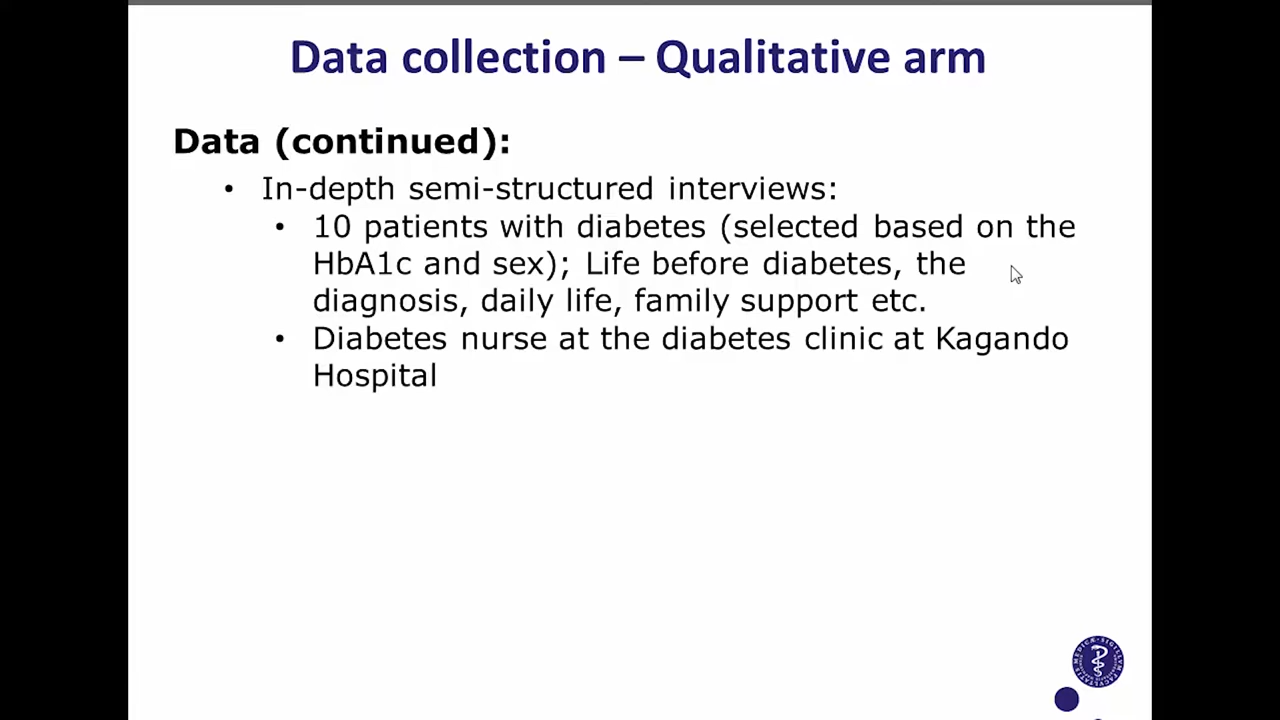 Data collection – Qualitative arm
Data (continued):
• In-depth semi-structured interviews:
• 10 patients with diabetes (selected based on the
HbA1c and sex); Life before diabetes, the
diagnosis, daily life, family support etc.
• Diabetes nurse at the diabetes clinic at Kagando
Hospital